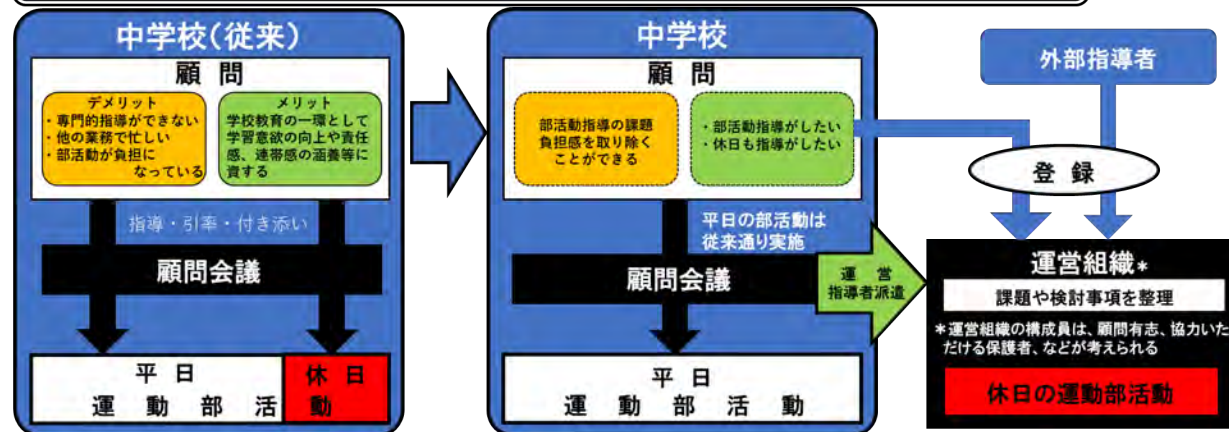 中学校（従来）
顧 問
デメリット
・専門的指導ができない
・他の業務で忙しい
・部活動が負担に
なっている
メリット
学校教育の一環として
学習意欲の向上や責任
感、連帯感の涵養等に
資する
指導・引率・付き添い
顧問会議
平 日
休 日
運 動 部 活 動
中学校
顧 問
部活動指導の課題
負担感を取り除く
ことができる
・部活動指導がしたい
・休日も指導がしたい
平日の部活動は
従来通り実施
顧問会議
運 営
指導者派遣
平 日
運 動 部 活 動
外部指導者
登 録
運営組織*
課題や検討事項を整理
*運営組織の構成員は、顧問有志、協力いた
だける保護者、などが考えられる
休日の運動部活動